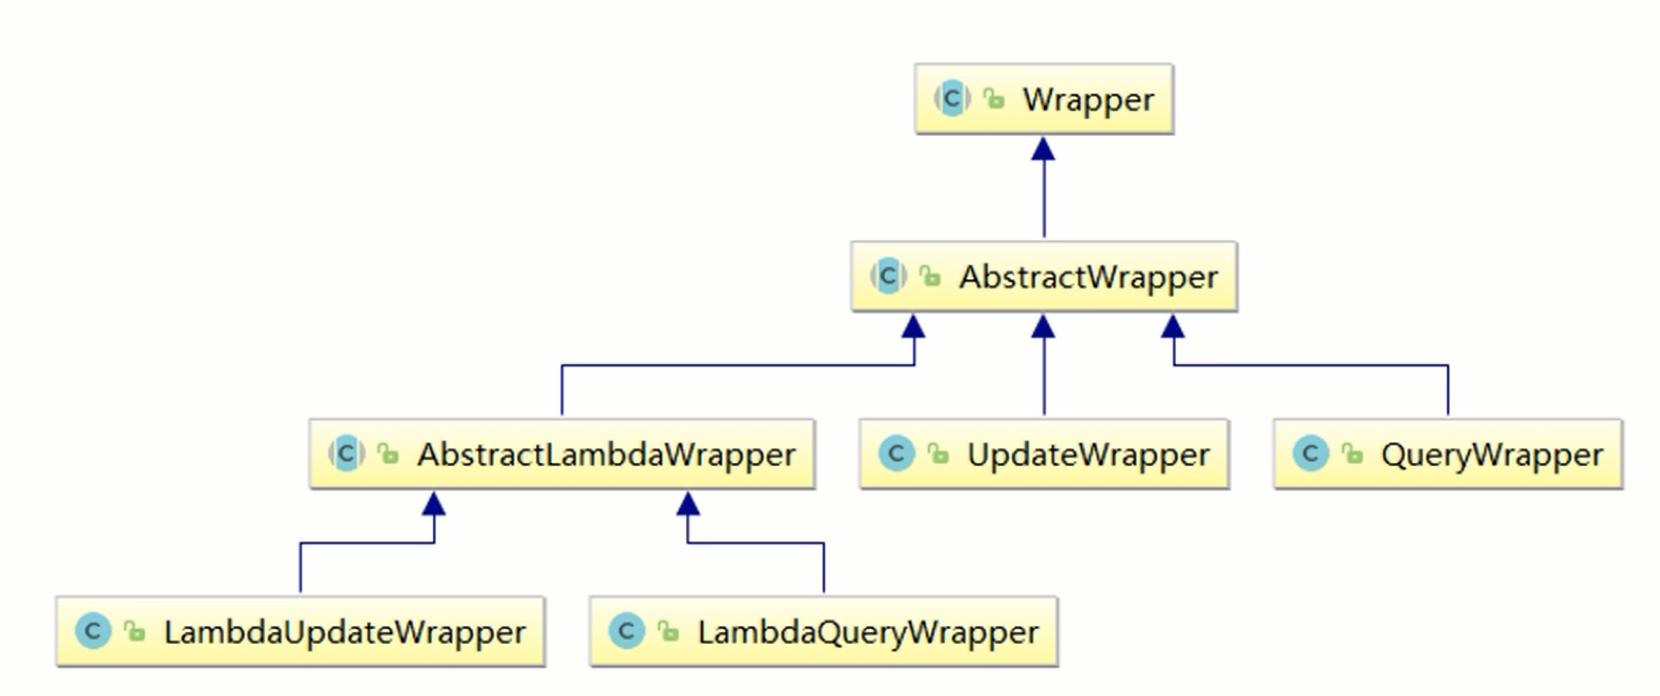 C Wrapper
C AbstractWrapper
C AbstractLambdaWrapper
C UpdateWrapper
C QueryWrapper
C LambdaUpdateWrapper
C LambdaQueryWrapper